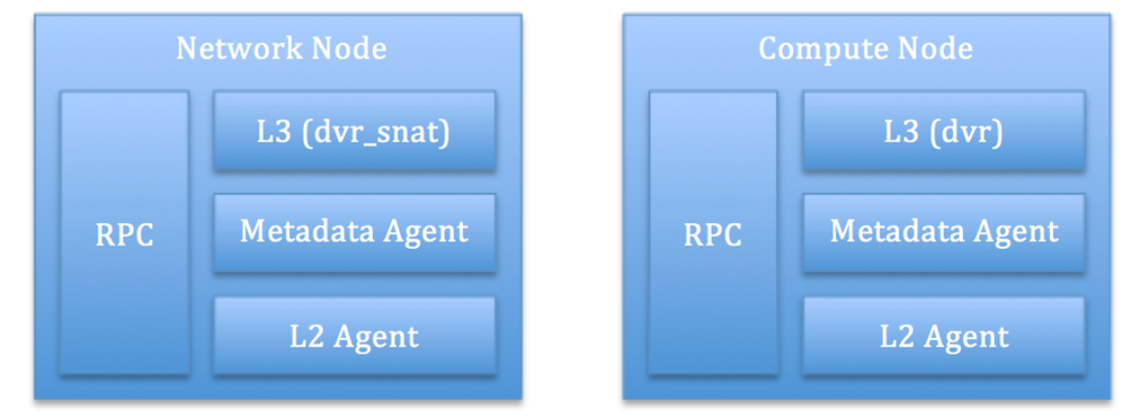 Network Node
RPC
L3 (dvr_snat)
Metadata Agent
L2 Agent
Compute Node
RPC
L3 (dvr)
Metadata Agent
L2 Agent